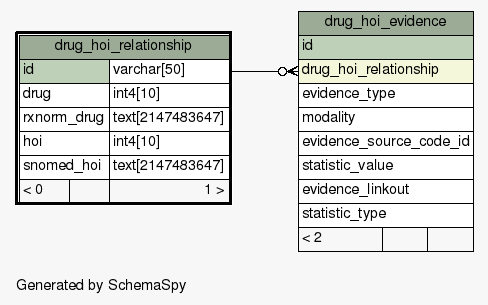 drug_hoi_relationship
id varchar[50]
drug int4[10]
rxnorm_drug text[2147483647]
hoi int4[10]
snomed_hoi text[2147483647]
< 0 1 >
drug_hoi_evidence
id
drug_hoi_relationship
evidence_type
modality
evidence_source_code_id
statistic_value
evidence_linkout
statistic_type
< 2
Generated by SchemaSpy